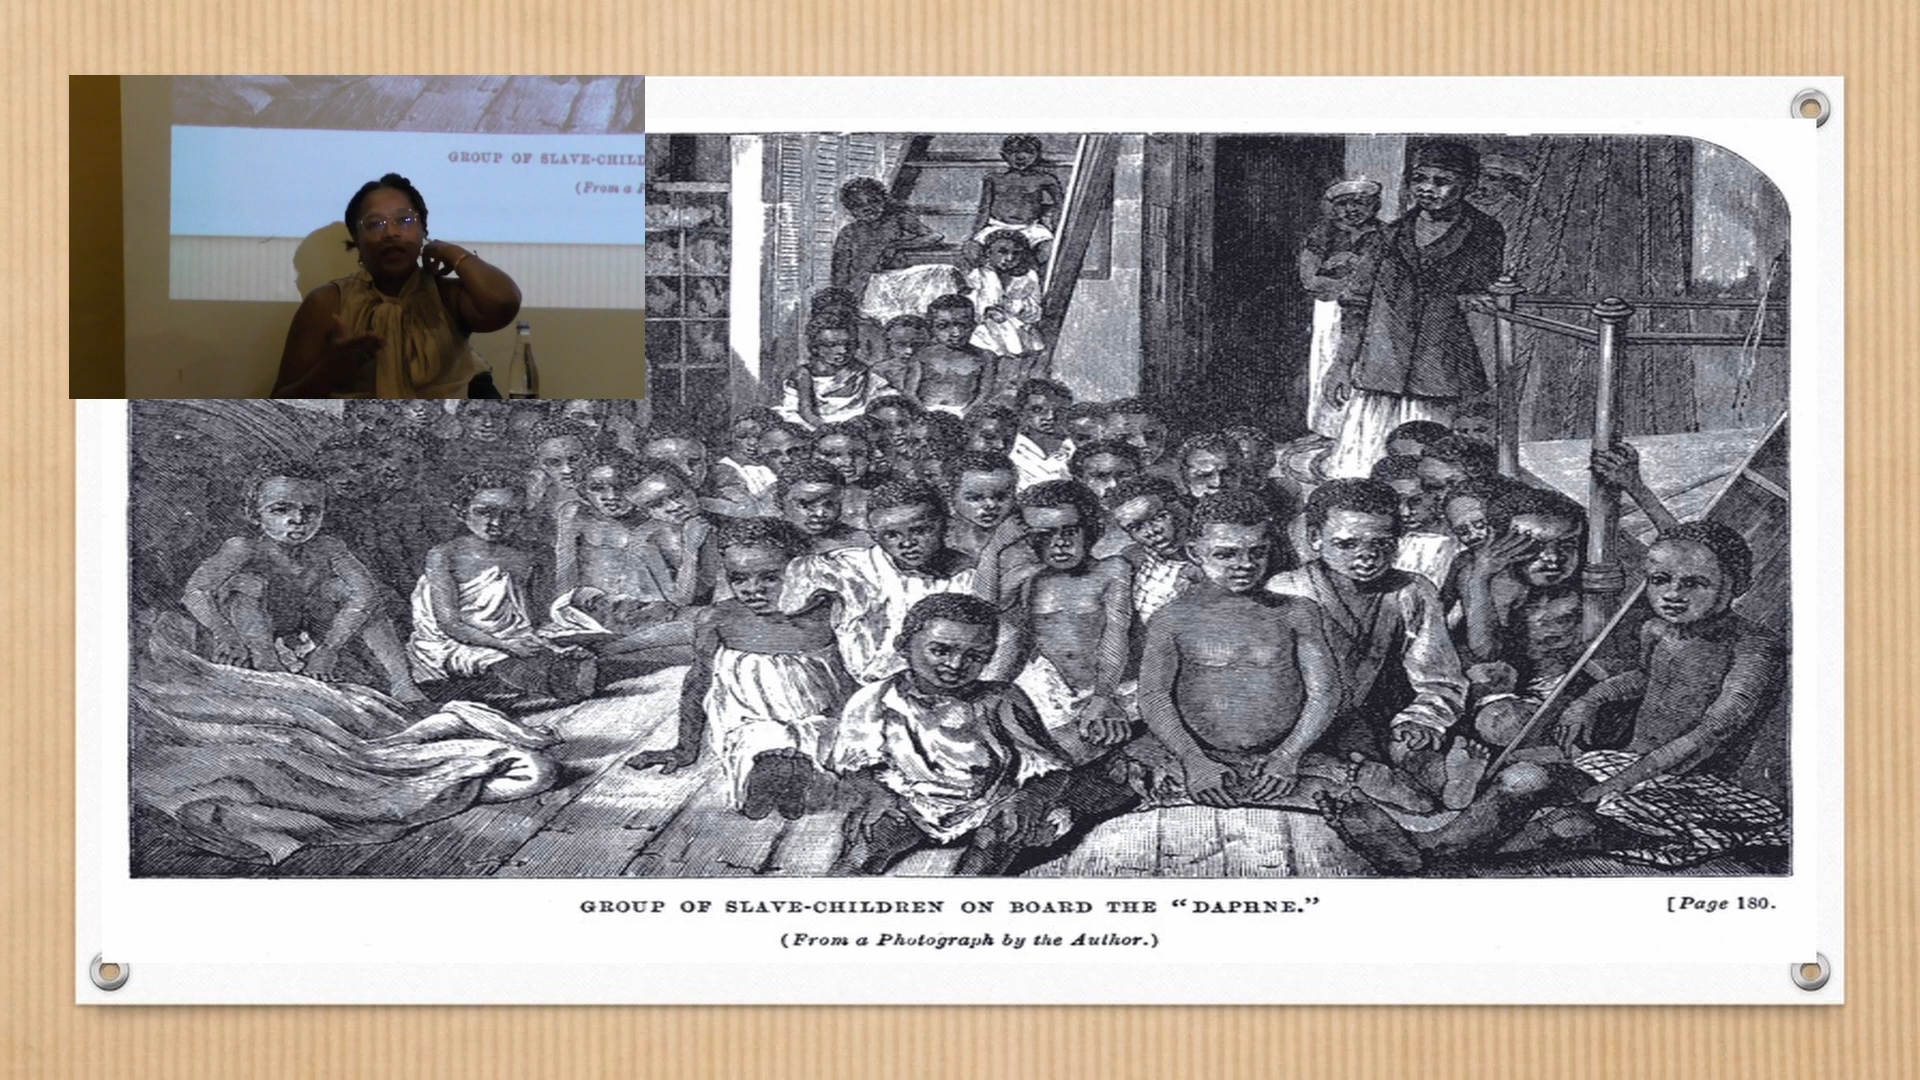 GROUP OF SLAVE-CHILD
(From a P
GROUP OF SLAVE-CHILDREN ON BOARD THE “DAPHNE.”
[Page 180.
(From a Photograph by the Author.)